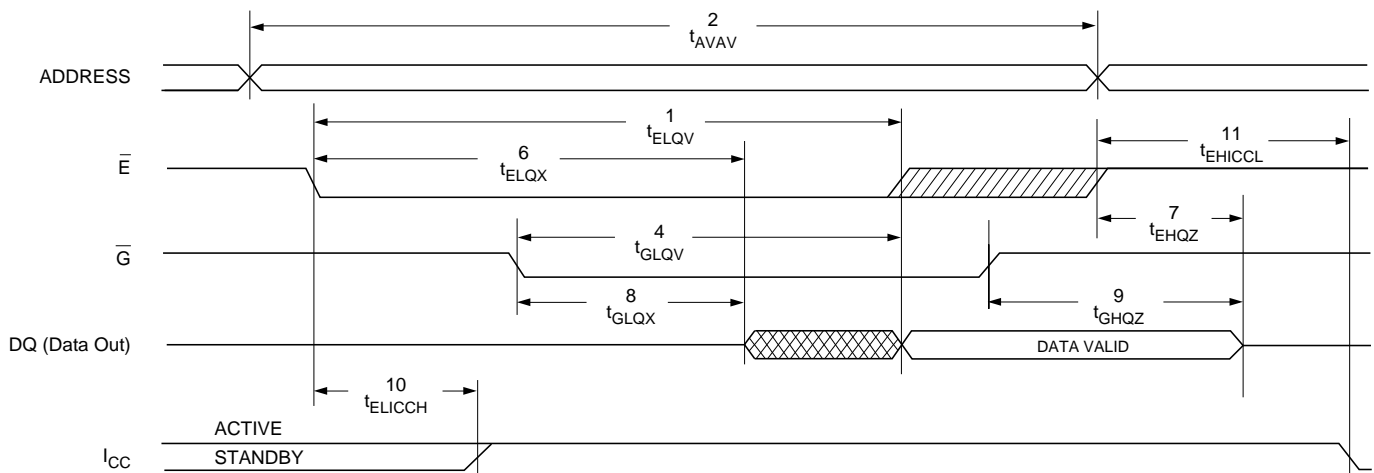 2
tAVAV
ADDRESS
1
tELQV
11
tEHICCL
E
6
tELQX
4
tGLQV
7
tEHQZ
G
8
tGLQX
9
tGHQZ
DQ (Data Out)
DATA VALID
10
tELICCH
ACTIVE
ICC
STANDBY